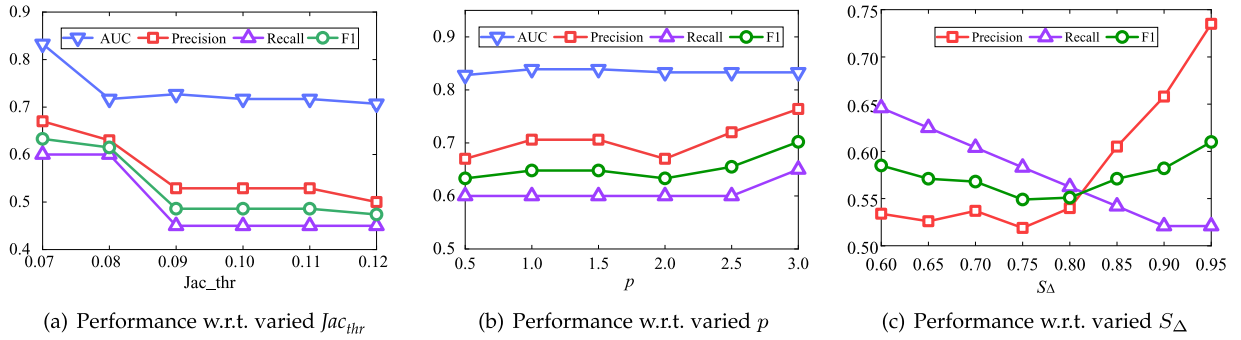 0.9
0.8
0.7
0.6
0.5
0.4
AUC Precision Recall F1
0.07 0.08 0.09 0.10 0.11 0.12
Jac_thr
(a) Performance w.r.t. varied Jac_thr
0.9
0.8
0.7
0.6
0.5
AUC Precision Recall F1
0.5 1.0 1.5 2.0 2.5 3.0
p
(b) Performance w.r.t. varied p
0.75
0.70
0.65
0.60
0.55
0.50
Precision Recall F1
0.60 0.65 0.70 0.75 0.80 0.85 0.90 0.95
SΔ
(c) Performance w.r.t. varied SΔ